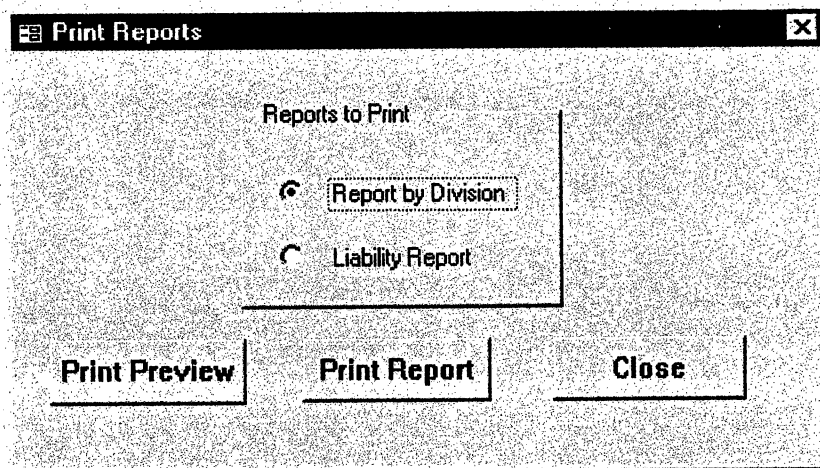 Print Reports
Reports to Print
Report by Division
Liability Report
Print Preview
Print Report
Close